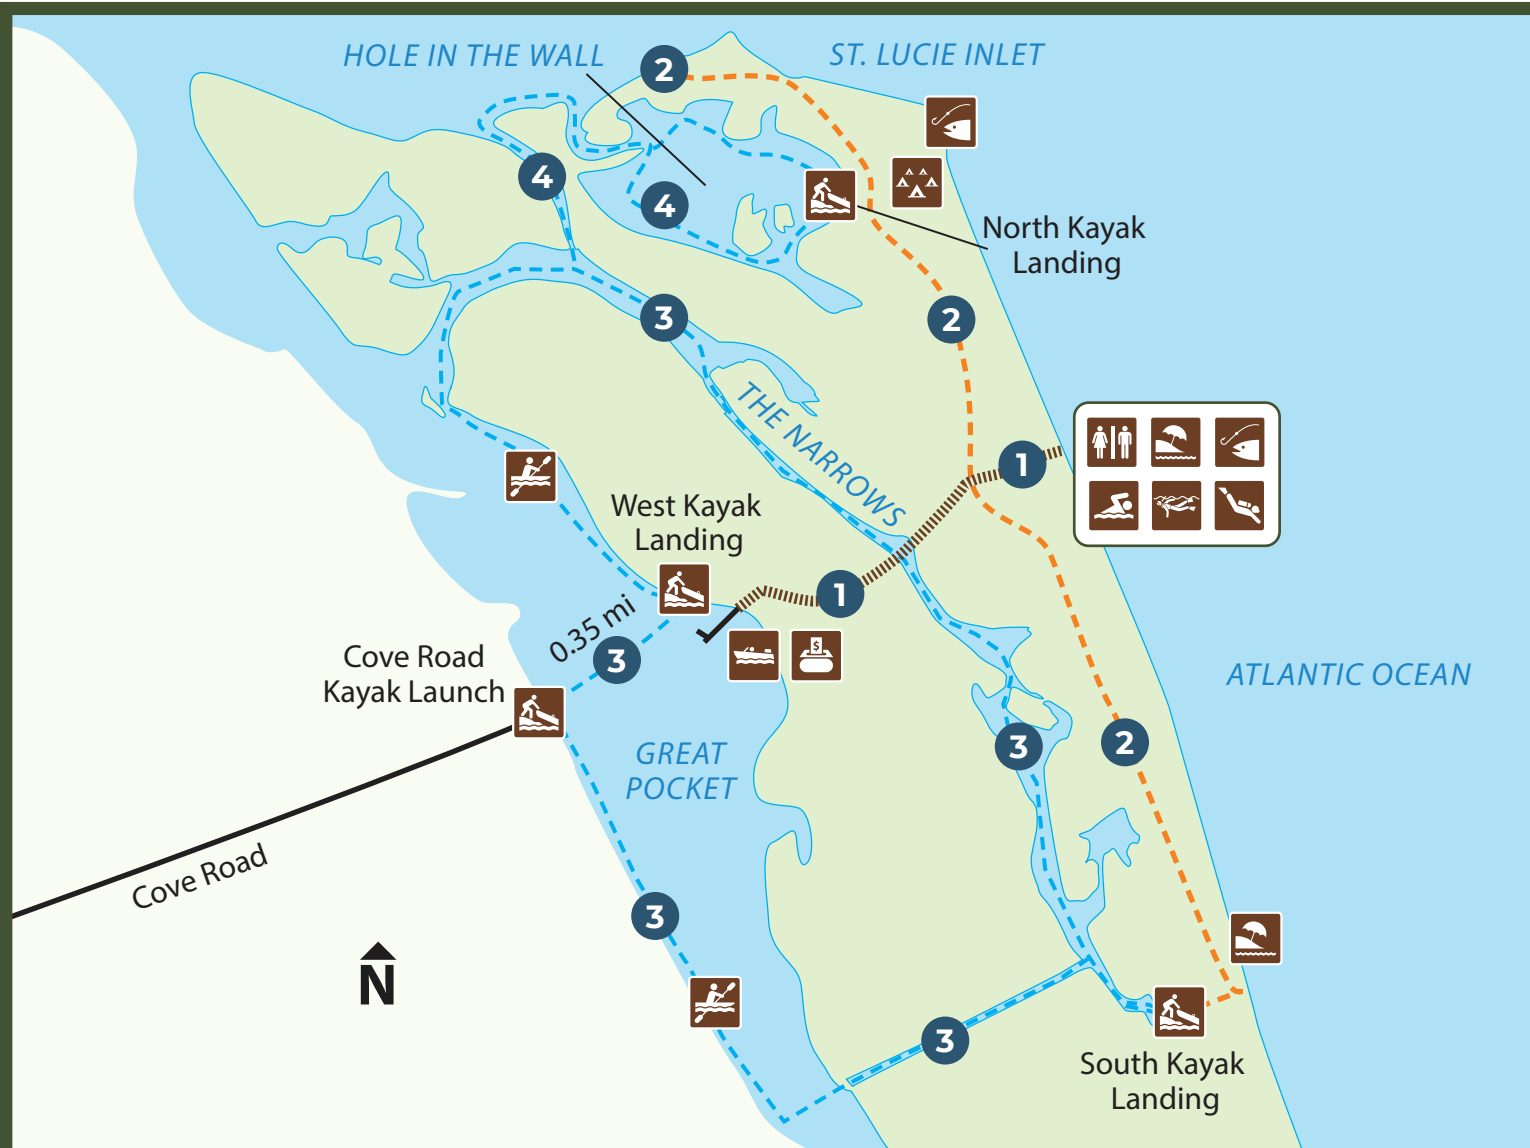 HOLE IN THE WALL
2
ST. LUCIE INLET
4
4
North Kayak
Landing
3
2
THE NARROWS
1
West Kayak
Landing
1
0.35 mi
3
$
Cove Road
Kayak Launch
ATLANTIC OCEAN
GREAT
POCKET
3
2
Cove Road
3
N
3
South Kayak
Landing